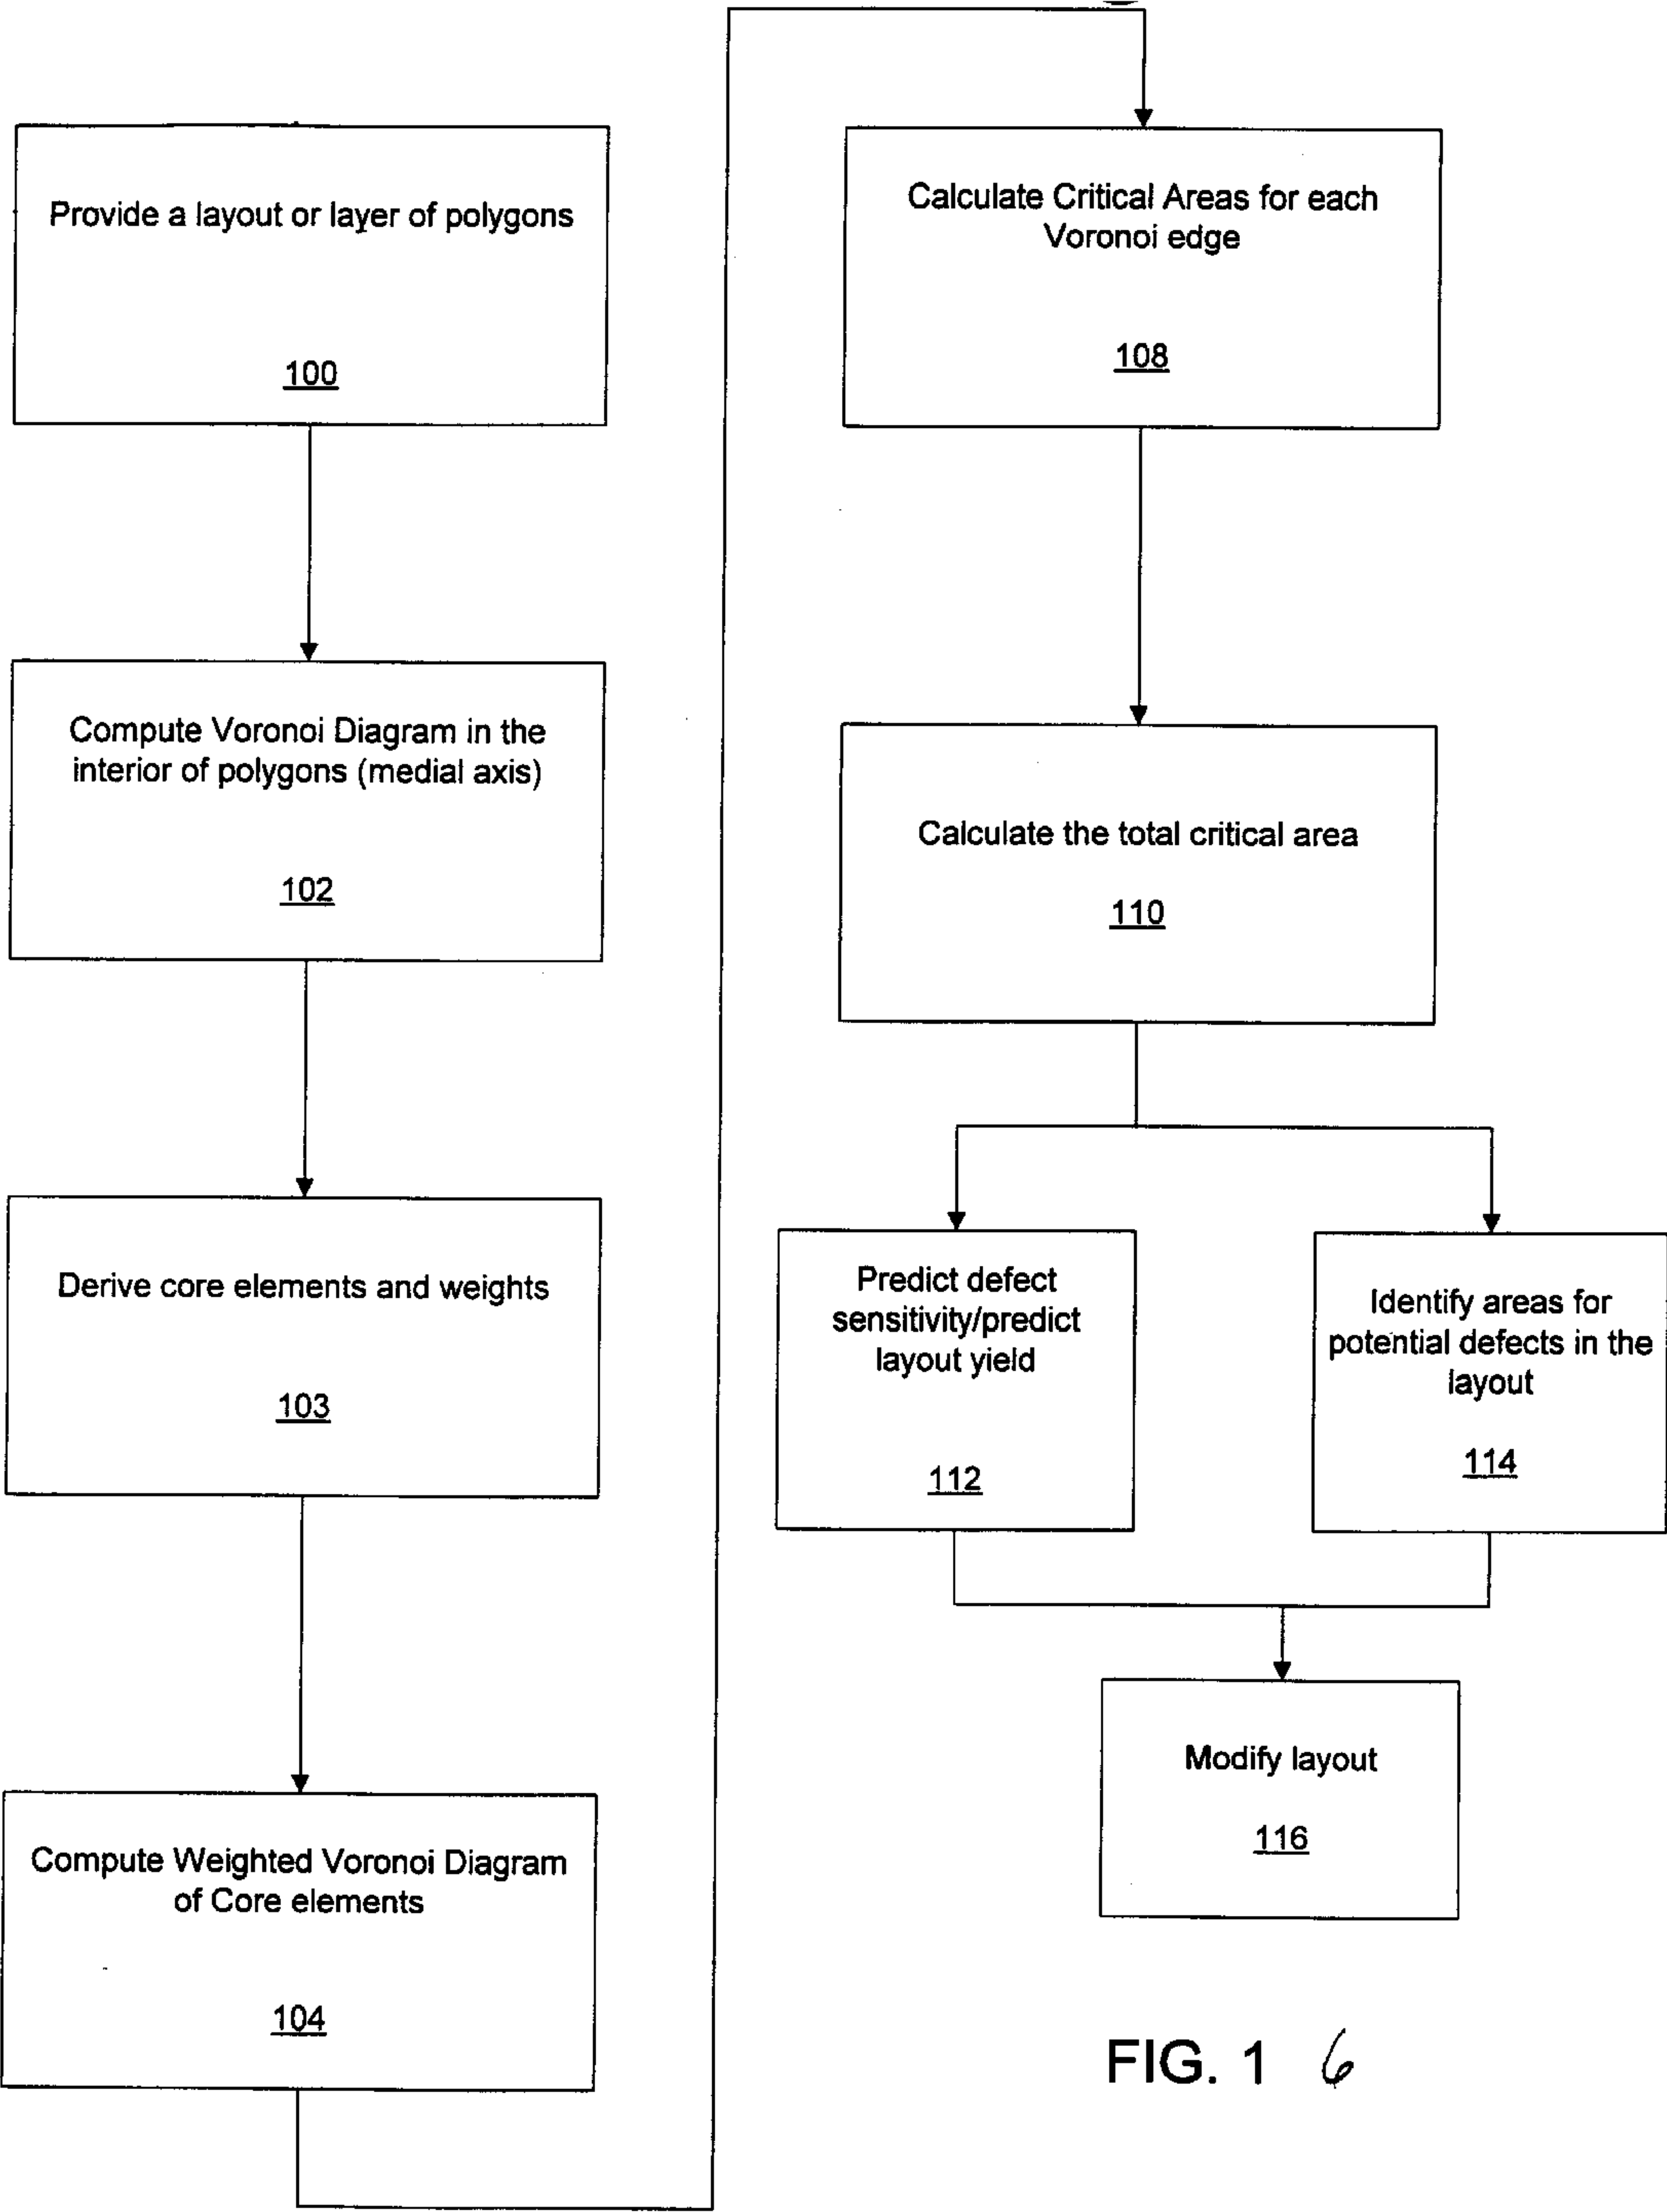 Provide a layout or layer of polygons
100
Compute Voronoi Diagram in the
interior of polygons (medial axis)
102
Derive core elements and weights
103
Compute Weighted Voronoi Diagram
of Core elements
104
Calculate Critical Areas for each
Voronoi edge
108
Calculate the total critical area
110
Predict defect
sensitivity/predict
layout yield
112
Identify areas for
potential defects in the
layout
114
Modify layout
116
FIG. 1 6